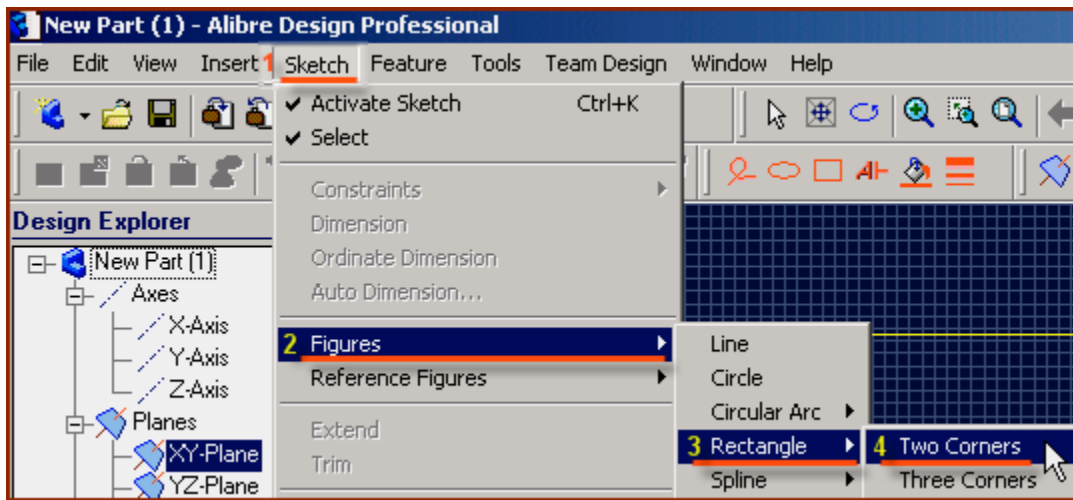 New Part (1) - Alibre Design Professional
File Edit View Insert 1 Sketch Feature Tools Team Design Window Help
Activate Sketch Ctrl+K
Select
Constraints
Dimension
Ordinate Dimension
Auto Dimension...
2 Figures
Reference Figures
Extend
Trim
Line
Circle
Circular Arc
3 Rectangle
Spline
4 Two Corners
Three Corners
Design Explorer
New Part (1)
Axes
X-Axis
Y-Axis
Z-Axis
Planes
XY-Plane
YZ-Plane